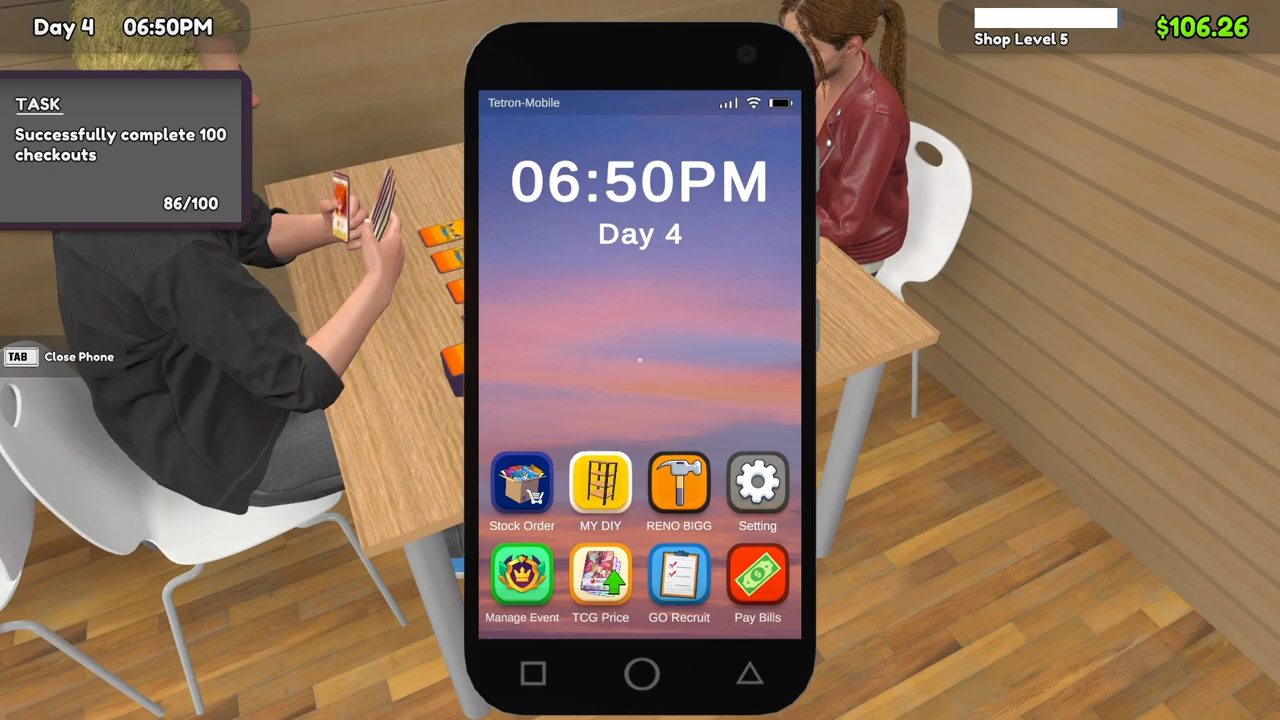 Day 4 06:50PM
Shop Level 5
$106.26
TASK
Successfully complete 100
checkouts
86/100
TAB Close Phone
Tetron-Mobile
06:50PM
Day 4
Stock Order MY DIY RENO BIGG Setting
Manage Event TCG Price GO Recruit Pay Bills